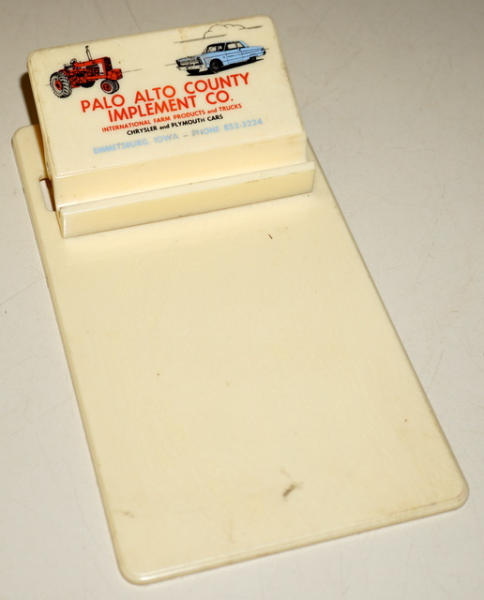 PALO ALTO COUNTY
IMPLEMENT CO.
INTERNATIONAL FARM PRODUCTS and TRUCKS
CHRYSLER and PLYMOUTH CARS
EMMETSBURG, IOWA - PHONE 852-3224